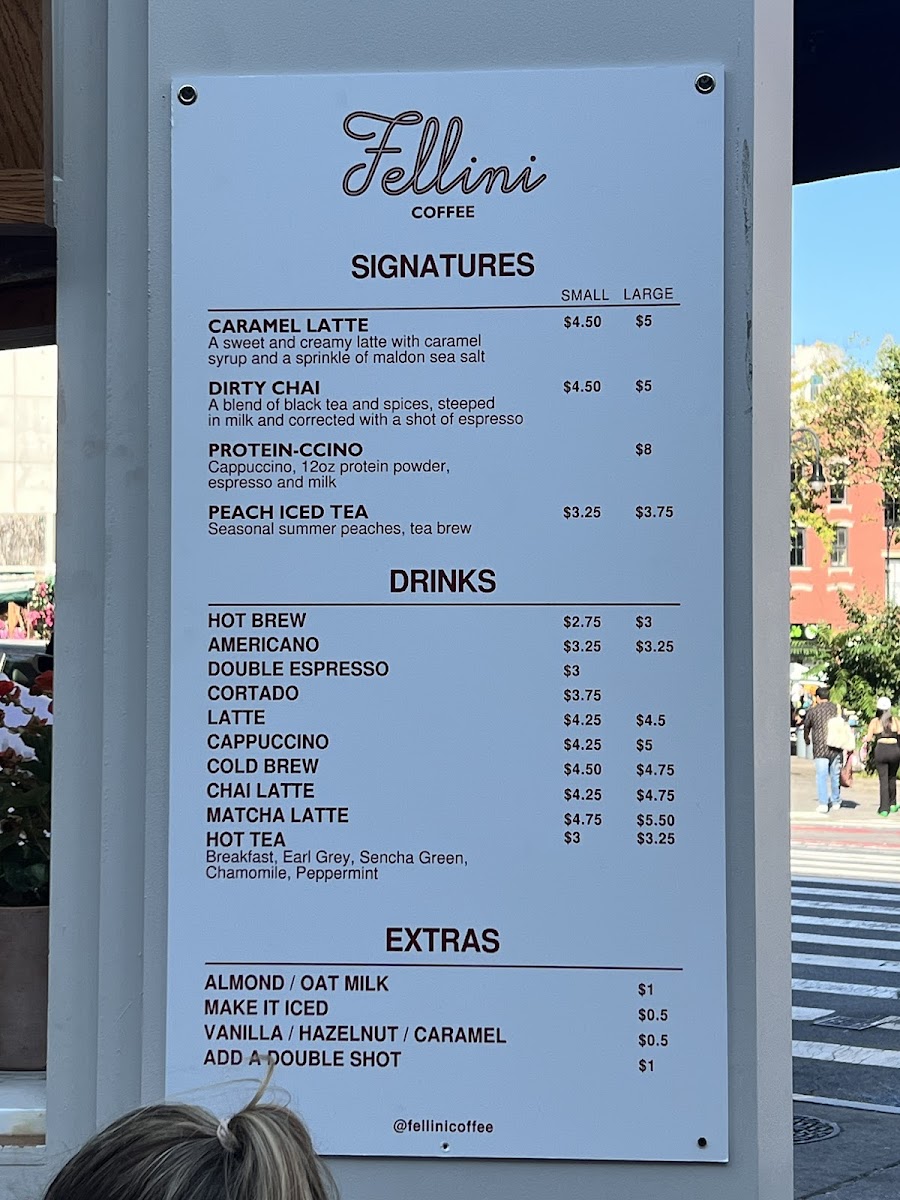 Fellini
COFFEE
SIGNATURES
SMALL LARGE
CARAMEL LATTE $4.50 $5
A sweet and creamy latte with caramel
syrup and a sprinkle of maldon sea salt
DIRTY CHAI $4.50 $5
A blend of black tea and spices, steeped
in milk and corrected with a shot of espresso
PROTEIN-CCINO $8
Cappuccino, 12oz protein powder,
espresso and milk
PEACH ICED TEA $3.25 $3.75
Seasonal summer peaches, tea brew
DRINKS
HOT BREW $2.75 $3
AMERICANO $3.25 $3.25
DOUBLE ESPRESSO $3
CORTADO $3.75
LATTE $4.25 $4.5
CAPPUCCINO $4.25 $5
COLD BREW $4.50 $4.75
CHAI LATTE $4.25 $4.75
MATCHA LATTE $4.75 $5.50
HOT TEA $3 $3.25
Breakfast, Earl Grey, Sencha Green,
Chamomile, Peppermint
EXTRAS
ALMOND / OAT MILK $1
MAKE IT ICED $0.5
VANILLA / HAZELNUT / CARAMEL $0.5
ADD A DOUBLE SHOT $1
@fellinicoffee